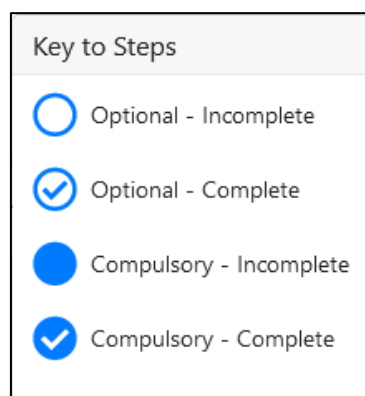 Key to Steps
Optional - Incomplete
Optional - Complete
Compulsory - Incomplete
Compulsory - Complete